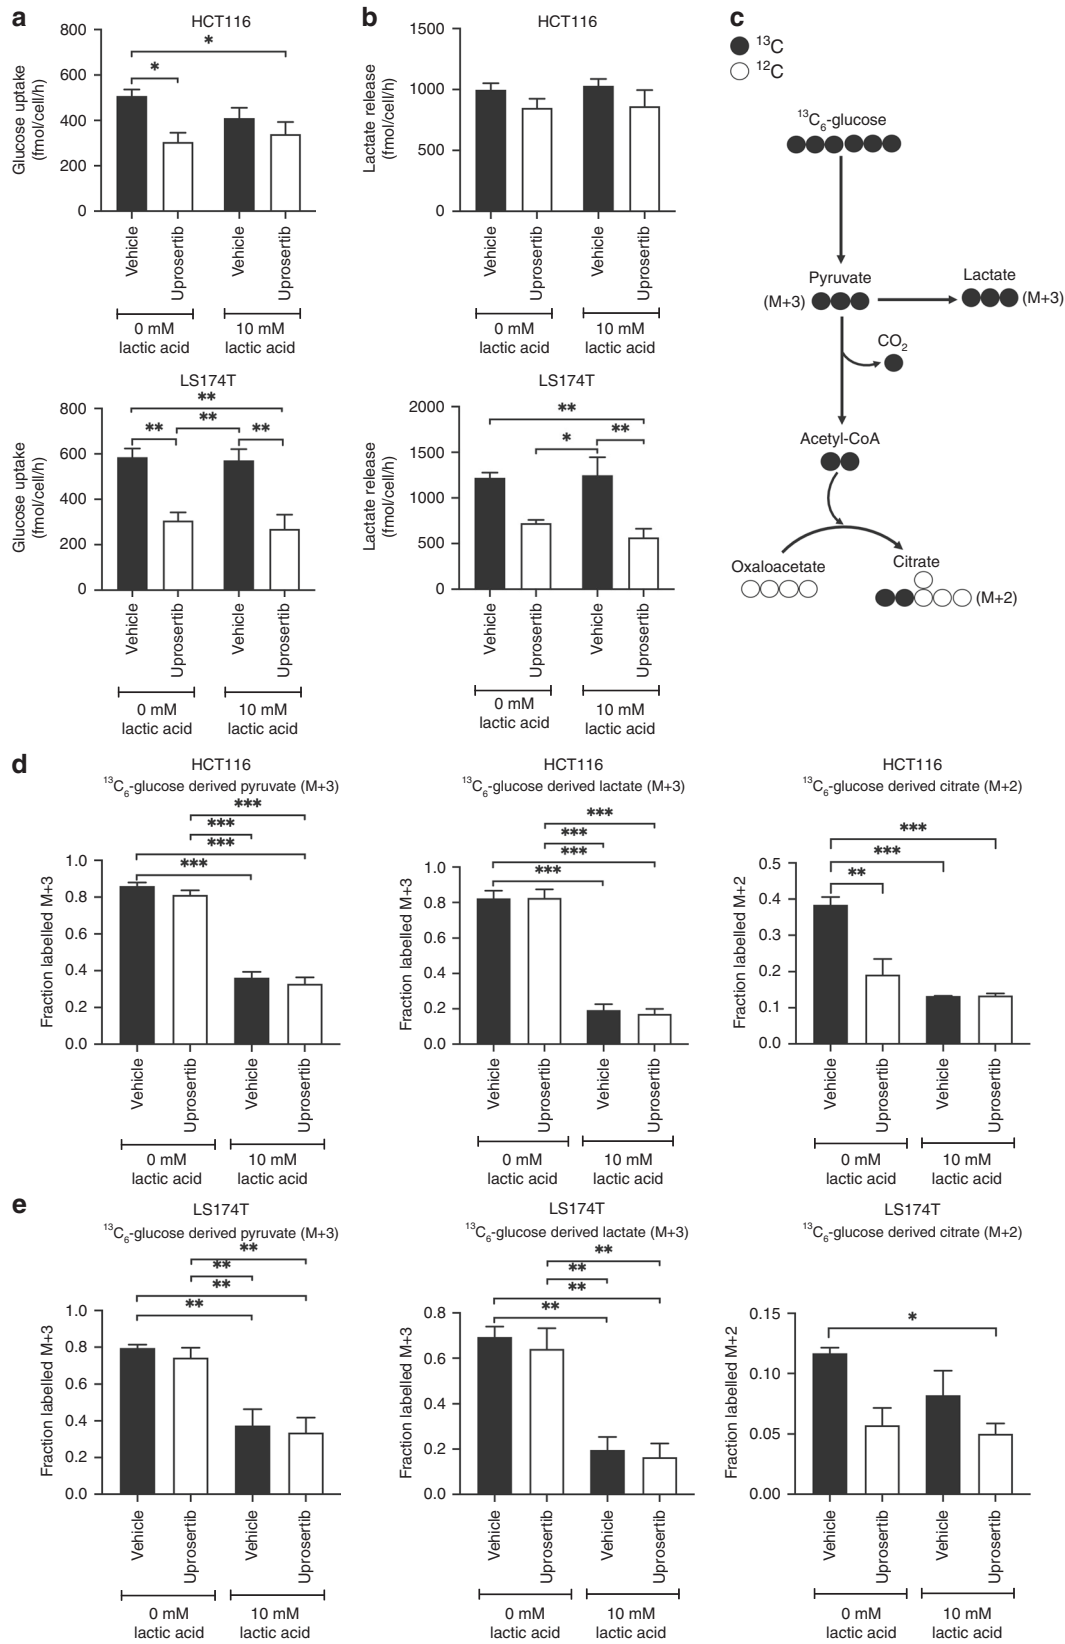 a
HCT116
800
600
400
200
0
Glucose uptake
(fmol/cell/h)
*
*
Vehicle
Uprosertib
Vehicle
Uprosertib
0 mM
lactic acid
10 mM
lactic acid
LS174T
800
600
400
200
0
Glucose uptake
(fmol/cell/h)
**
**
**
**
Vehicle
Uprosertib
Vehicle
Uprosertib
0 mM
lactic acid
10 mM
lactic acid
b
HCT116
1500
1000
500
0
Lactate release
(fmol/cell/h)
Vehicle
Uprosertib
Vehicle
Uprosertib
0 mM
lactic acid
10 mM
lactic acid
LS174T
2000
1500
1000
500
0
Lactate release
(fmol/cell/h)
**
*
**
Vehicle
Uprosertib
Vehicle
Uprosertib
0 mM
lactic acid
10 mM
lactic acid
c
¹³C
¹²C
¹³C₆-glucose
Pyruvate
(M+3)
Lactate
(M+3)
CO₂
Acetyl-CoA
Oxaloacetate
Citrate
(M+2)
d
HCT116
¹³C₆-glucose derived pyruvate (M+3)
***
***
***
***
1.0
0.8
0.6
0.4
0.2
0.0
Fraction labelled M+3
Vehicle
Uprosertib
Vehicle
Uprosertib
0 mM
lactic acid
10 mM
lactic acid
HCT116
¹³C₆-glucose derived lactate (M+3)
***
***
***
***
1.0
0.8
0.6
0.4
0.2
0.0
Fraction labelled M+3
Vehicle
Uprosertib
Vehicle
Uprosertib
0 mM
lactic acid
10 mM
lactic acid
HCT116
¹³C₆-glucose derived citrate (M+2)
***
***
**
0.5
0.4
0.3
0.2
0.1
0.0
Fraction labelled M+2
Vehicle
Uprosertib
Vehicle
Uprosertib
0 mM
lactic acid
10 mM
lactic acid
e
LS174T
¹³C₆-glucose derived pyruvate (M+3)
**
**
**
**
1.0
0.8
0.6
0.4
0.2
0.0
Fraction labelled M+3
Vehicle
Uprosertib
Vehicle
Uprosertib
0 mM
lactic acid
10 mM
lactic acid
LS174T
¹³C₆-glucose derived lactate (M+3)
**
**
**
**
0.8
0.6
0.4
0.2
0.0
Fraction labelled M+3
Vehicle
Uprosertib
Vehicle
Uprosertib
0 mM
lactic acid
10 mM
lactic acid
LS174T
¹³C₆-glucose derived citrate (M+2)
*
0.15
0.10
0.05
0.00
Fraction labelled M+2
Vehicle
Uprosertib
Vehicle
Uprosertib
0 mM
lactic acid
10 mM
lactic acid